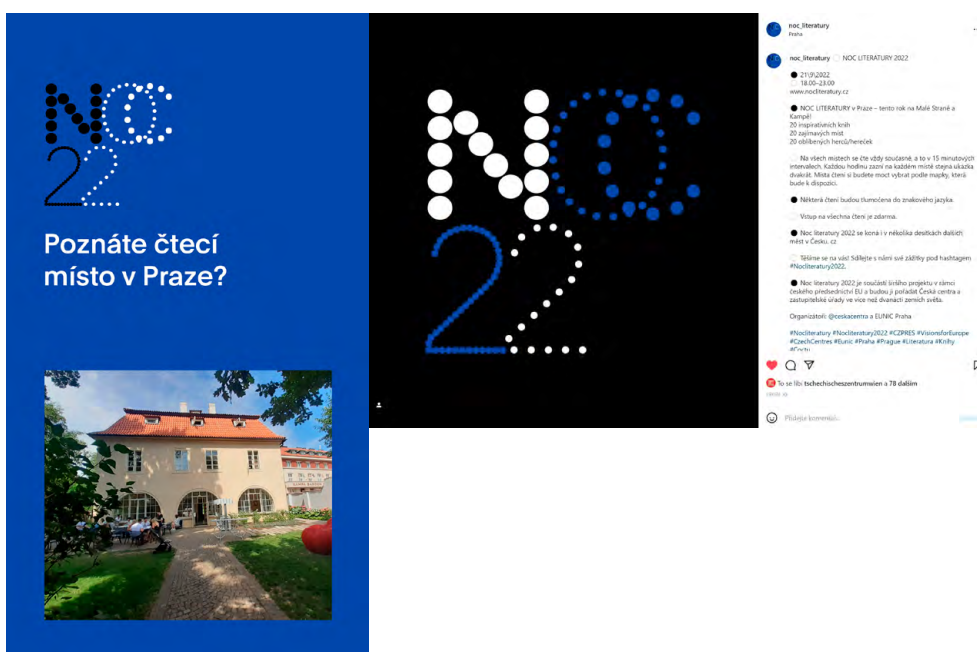 NOC
22
Poznáte čtecí
místo v Praze?
NOC
22
noc_literatury
Praha
noc_literatury NOC LITERATURY 2022
21\9\2022
18.00–23.00
www.nocliteratury.cz
NOC LITERATURY v Praze – tento rok na Malé Straně a
Kampě!
20 inspirativních knih
20 zajímavých míst
20 oblíbených herců/hereček
Na všech místech se čte vždy současně, a to v 15 minutových
intervalech. Každou hodinu zazní na každém místě stejná ukázka
dvakrát. Místa čtení si budete moct vybrat podle mapky, která
bude k dispozici.
Některá čtení budou tlumočena do znakového jazyka.
Vstup na všechna čtení je zdarma.
Noc literatury 2022 se koná i v několika desítkách dalších
měst v Česku. cz
Těšíme se na vás! Sdílejte s námi své zážitky pod hashtagem
#Nocliteratury2022.
Noc literatury 2022 je součástí širšího projektu v rámci
českého předsednictví EU a budou ji pořádat Česká centra a
zastupitelské úřady ve více než dvanácti zemích světa.
Organizátoři: @ceskacentra a EUNIC Praha
#Nocliteratury #Nocliteratury2022 #CZPRES #VisionsforEurope
#CzechCentres #Eunic #Praha #Prague #Literatura #Knihy
To se líbí tschechischeszentrumwien a 78 dalším
Přidejte komentář...